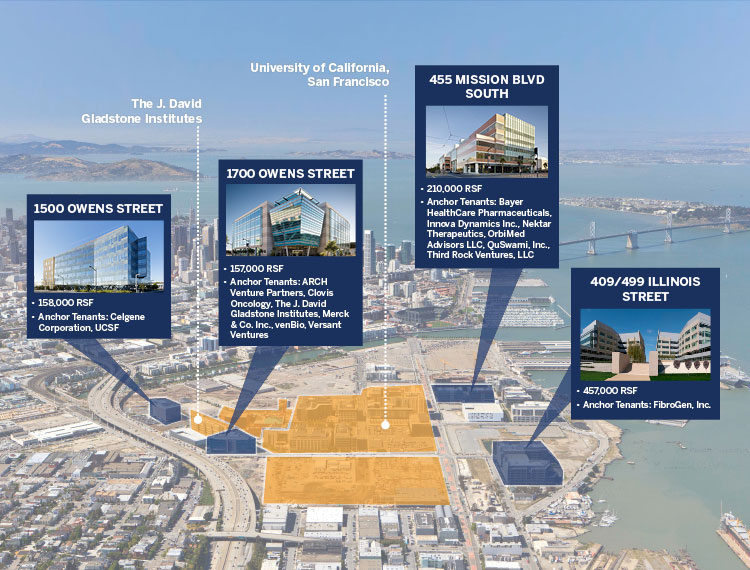 The J. David
Gladstone Institutes
University of California,
San Francisco
1500 OWENS STREET
• 158,000 RSF
• Anchor Tenants: Celgene
Corporation, UCSF
1700 OWENS STREET
• 157,000 RSF
• Anchor Tenants: ARCH
Venture Partners, Clovis
Oncology, The J. David
Gladstone Institutes, Merck
& Co. Inc., venBio, Versant
Ventures
455 MISSION BLVD
SOUTH
• 210,000 RSF
• Anchor Tenants: Bayer
HealthCare Pharmaceuticals,
Innova Dynamics Inc., Nektar
Therapeutics, OrbiMed
Advisors LLC, QuSwami, Inc.,
Third Rock Ventures, LLC
409/499 ILLINOIS
STREET
• 457,000 RSF
• Anchor Tenants: FibroGen, Inc.